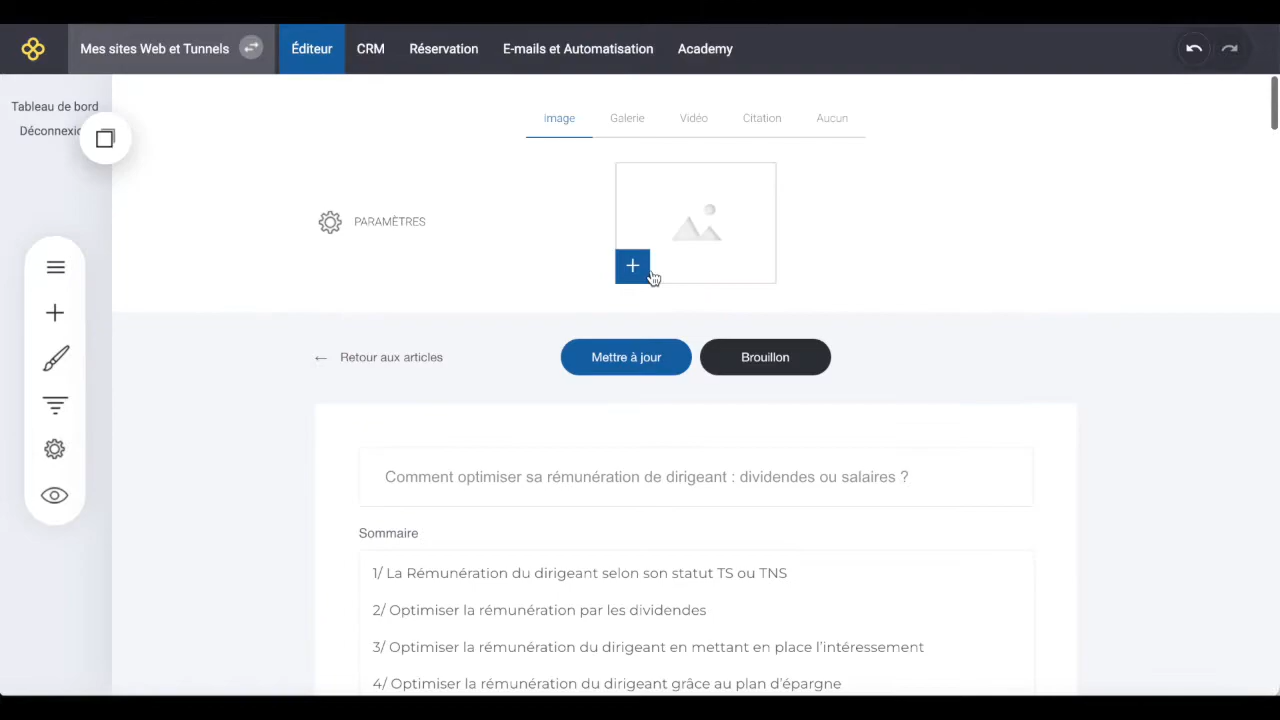 Mes sites Web et Tunnels
Éditeur
CRM
Réservation
E-mails et Automatisation
Academy
Tableau de bord
Déconnexio
image
Galerie
Vidéo
Citation
Aucun
PARAMÈTRES
← Retour aux articles
Mettre à jour
Brouillon
Comment optimiser sa rémunération de dirigeant : dividendes ou salaires ?
Sommaire
1/ La Rémunération du dirigeant selon son statut TS ou TNS
2/ Optimiser la rémunération par les dividendes
3/ Optimiser la rémunération du dirigeant en mettant en place l'intéressement
4/ Optimiser la rémunération du dirigeant grâce au plan d'épargne